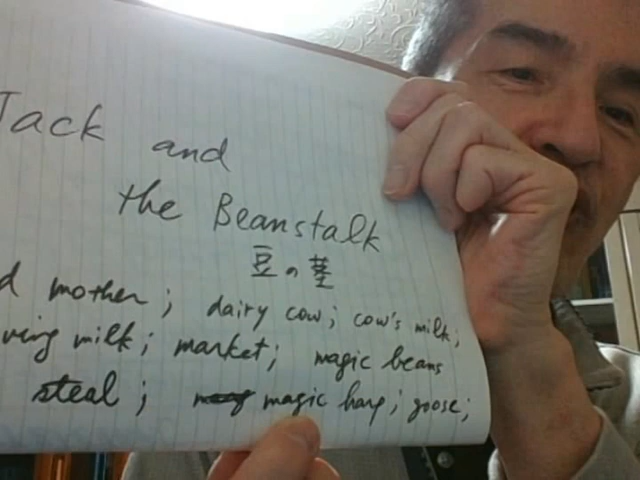 Jack and
the Beanstalk
豆の茎
mother; dairy cow; cow's milk;
milk; market; magic beans
steal; magic harp; goose;